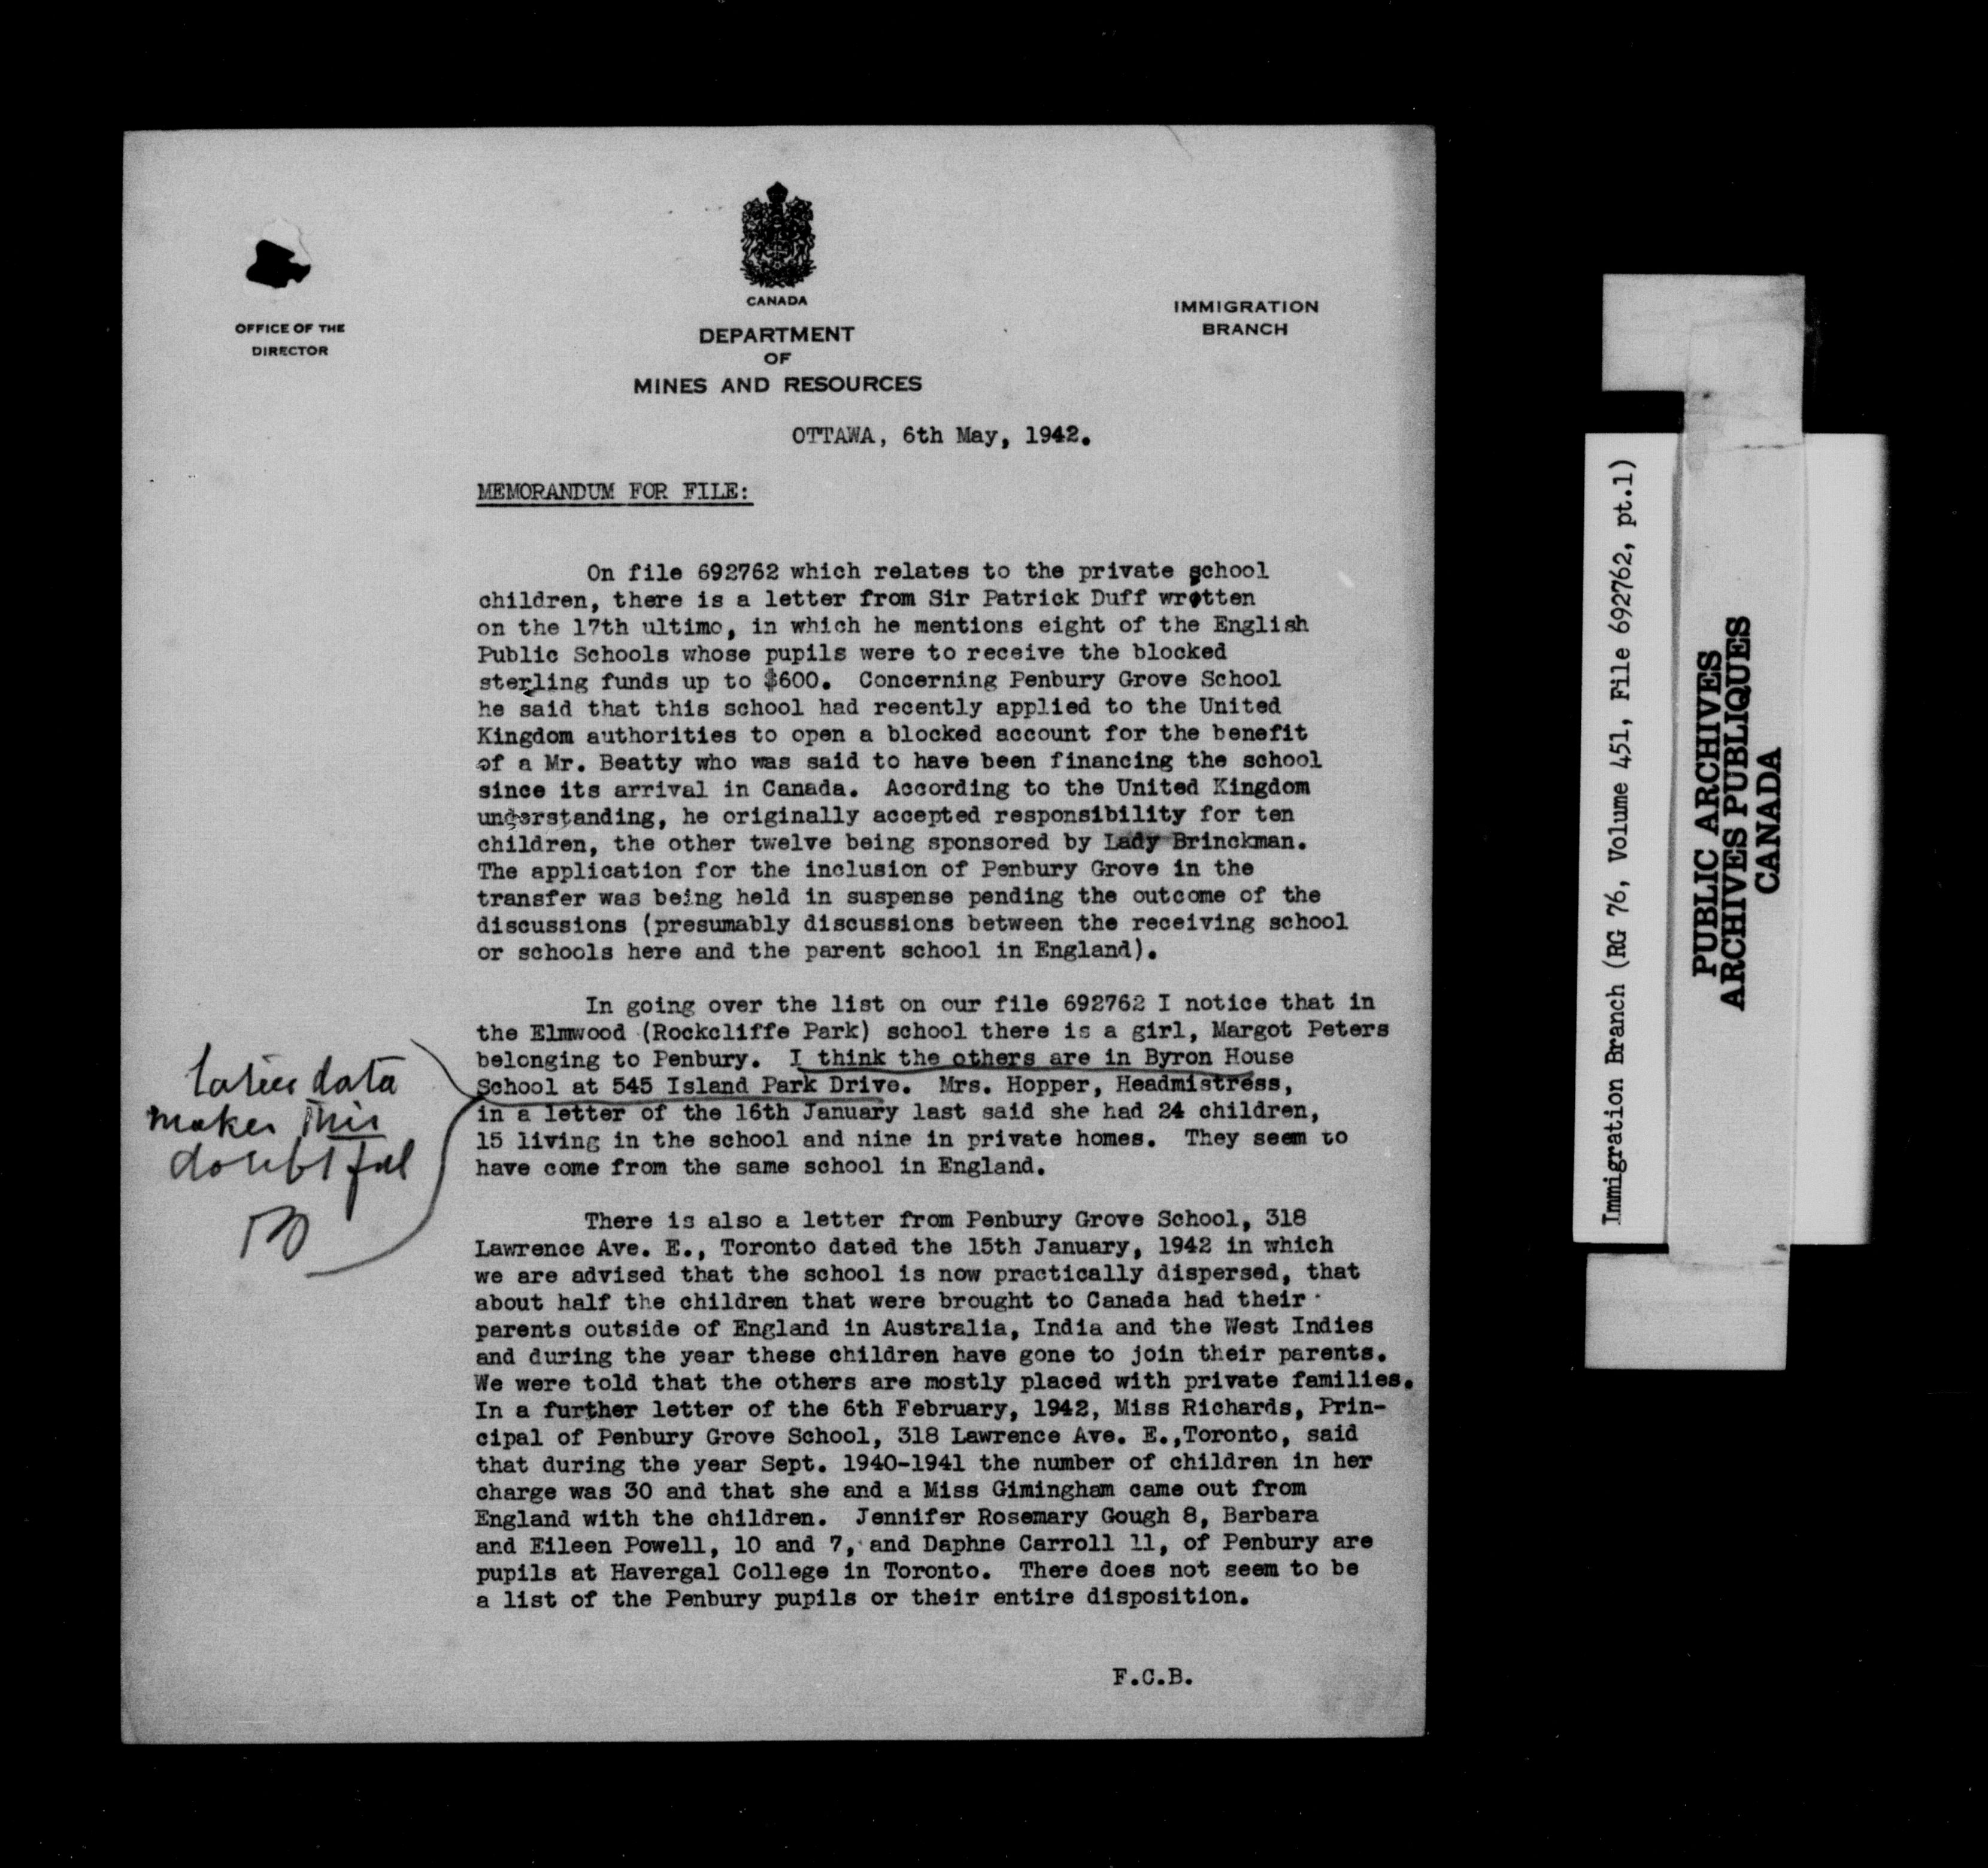 CANADA
OFFICE OF THE
DIRECTOR
IMMIGRATION
BRANCH
DEPARTMENT
OF
MINES AND RESOURCES
OTTAWA, 6th May, 1942.
MEMORANDUM FOR FILE:
On file 692762 which relates to the private school
children, there is a letter from Sir Patrick Duff wrotten
on the 17th ultimo, in which he mentions eight of the English
Public Schools whose pupils were to receive the blocked
sterling funds up to $600. Concerning Penbury Grove School
he said that this school had recently applied to the United
Kingdom authorities to open a blocked account for the benefit
of a Mr. Beatty who was said to have been financing the school
since its arrival in Canada. According to the United Kingdom
understanding, he originally accepted responsibility for ten
children, the other twelve being sponsored by Lady Brinckman.
The application for the inclusion of Penbury Grove in the
transfer was being held in suspense pending the outcome of the
discussions (presumably discussions between the receiving school
or schools here and the parent school in England).
In going over the list on our file 692762 I notice that in
the Elmwood (Rockcliffe Park) school there is a girl, Margot Peters
belonging to Penbury. I think the others are in Byron House
School at 545 Island Park Drive. Mrs. Hopper, Headmistress,
in a letter of the 16th January last said she had 24 children,
15 living in the school and nine in private homes. They seem to
have come from the same school in England.
later data
makes this
doubtful
There is also a letter from Penbury Grove School, 318
Lawrence Ave. E., Toronto dated the 15th January, 1942 in which
we are advised that the school is now practically dispersed, that
about half the children that were brought to Canada had their
parents outside of England in Australia, India and the West Indies
and during the year these children have gone to join their parents.
We were told that the others are mostly placed with private families.
In a further letter of the 6th February, 1942, Miss Richards, Prin-
cipal of Penbury Grove School, 318 Lawrence Ave. E.,Toronto, said
that during the year Sept. 1940-1941 the number of children in her
charge was 30 and that she and a Miss Gimingham came out from
England with the children. Jennifer Rosemary Gough 8, Barbara
and Eileen Powell, 10 and 7, and Daphne Carroll 11, of Penbury are
pupils at Havergal College in Toronto. There does not seem to be
a list of the Penbury pupils or their entire disposition.
F.C.B.
Immigration Branch (RG 76, Volume 451, File 692762, pt.1)
PUBLIC ARCHIVES
ARCHIVES PUBLIQUES
CANADA